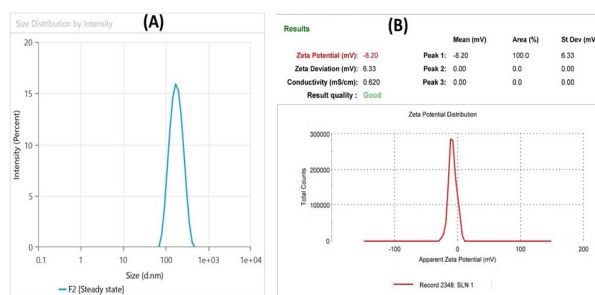 Size Distribution by Intensity
(A)
20
15
10
5
0
0.1 1 10 100 1e+03 1e+04
Intensity (Percent)
Size (d.nm)
F2 [Steady state]
(B)
Results
Mean (mV) Area (%) St Dev (mV)
Zeta Potential (mV): -8.20 Peak 1: -8.20 100.0 6.33
Zeta Deviation (mV): 6.33 Peak 2: 0.00 0.0 0.00
Conductivity (mS/cm): 0.620 Peak 3: 0.00 0.0 0.00
Result quality : Good
Zeta Potential Distribution
300000
200000
100000
0
-100 0 100 200
Total Counts
Apparent Zeta Potential (mV)
Record 2348: SLN 1